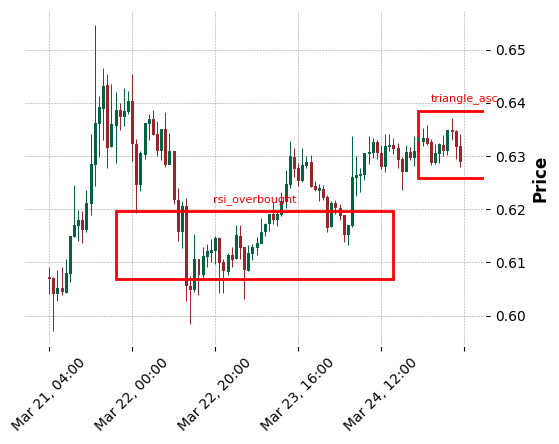 0.65
triangle_asc
0.64
0.63
rsi_overbought
0.62
0.61
0.60
Price
Mar 21, 04:00
Mar 22, 00:00
Mar 22, 20:00
Mar 23, 16:00
Mar 24, 12:00